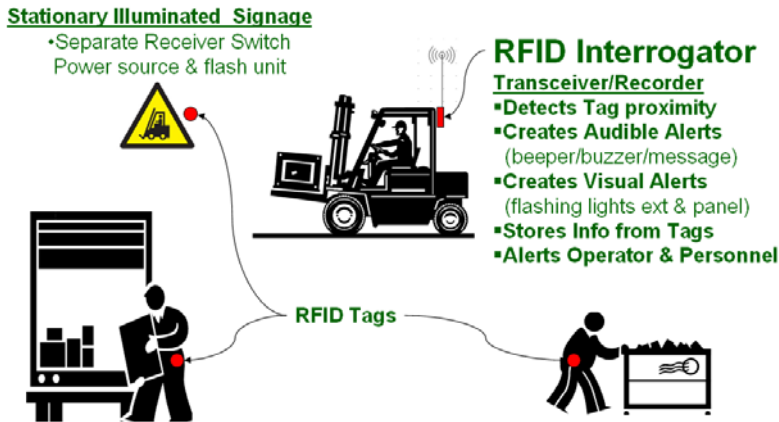 Stationary Illuminated Signage
•Separate Receiver Switch
Power source & flash unit
RFID Interrogator
Transceiver/Recorder
▪Detects Tag proximity
▪Creates Audible Alerts
(beeper/buzzer/message)
▪Creates Visual Alerts
(flashing lights ext & panel)
▪Stores Info from Tags
▪Alerts Operator & Personnel
RFID Tags